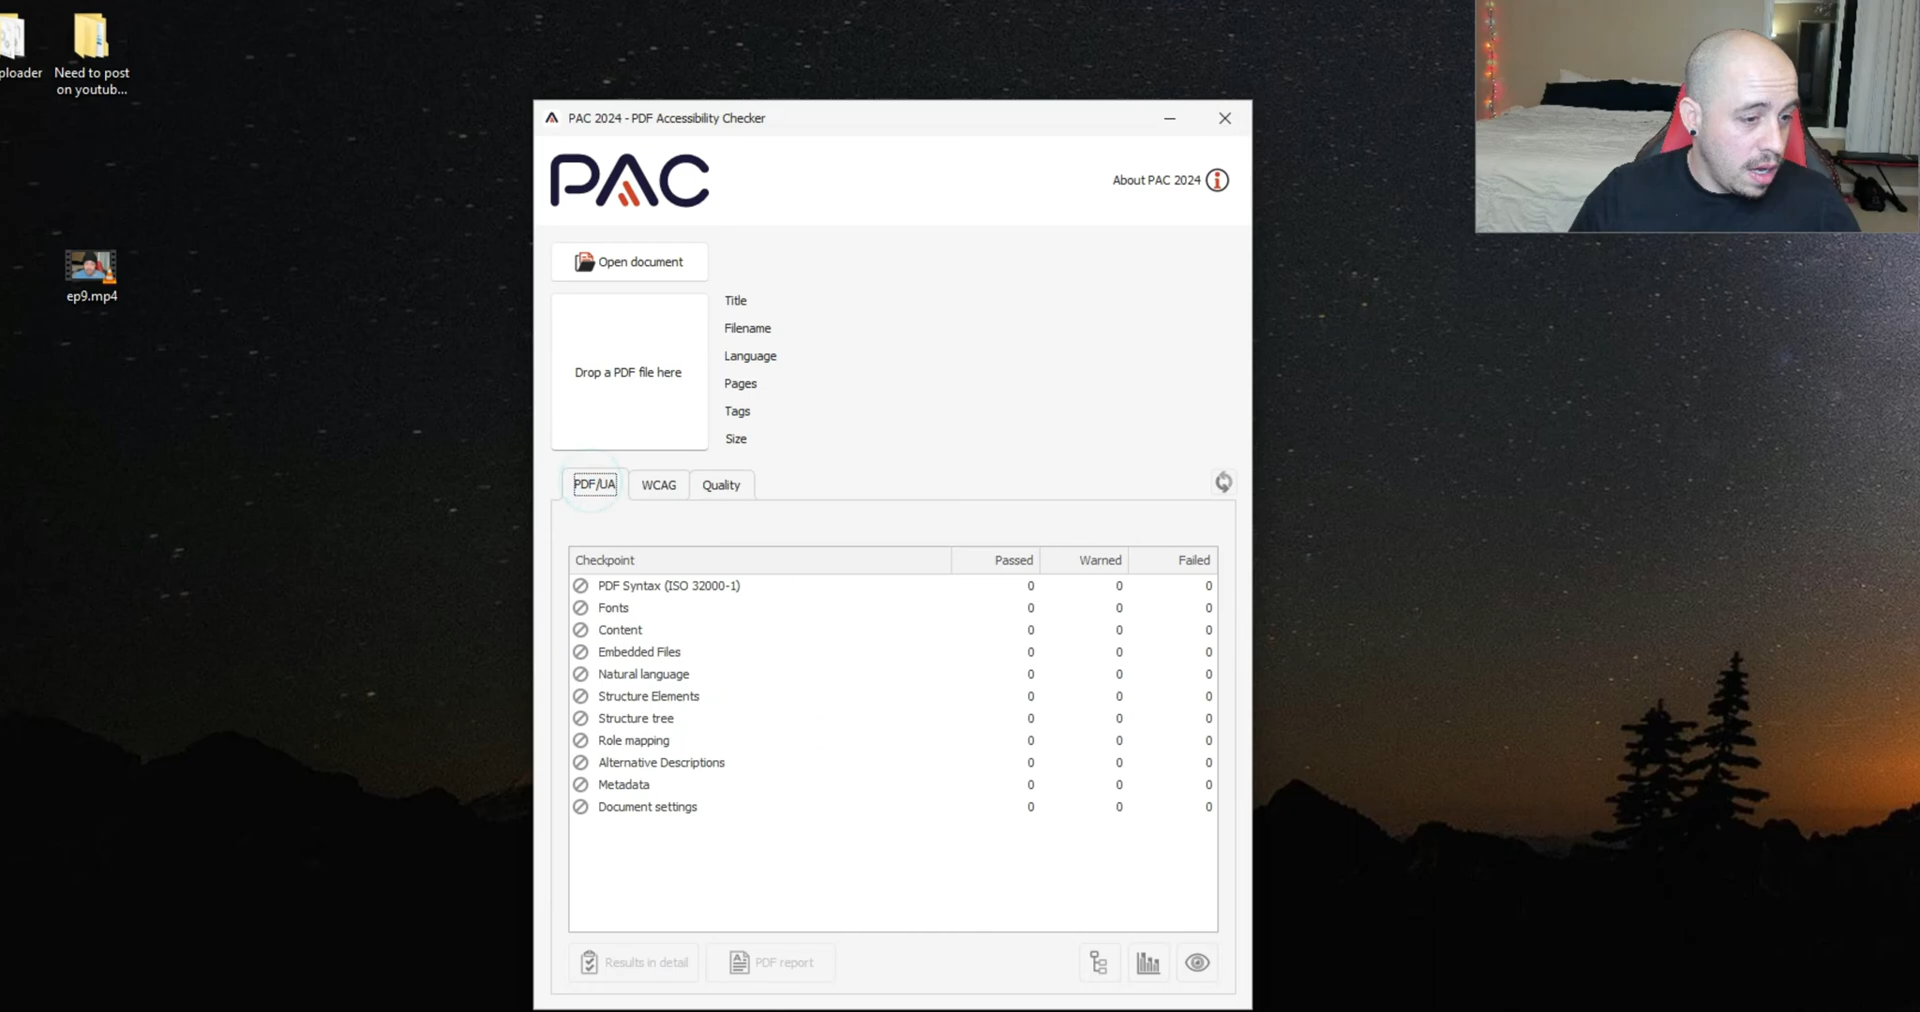 ploader
Need to post
on youtub...
ep9.mp4
PAC 2024 - PDF Accessibility Checker
PAC
About PAC 2024
Open document
Drop a PDF file here
Title
Filename
Language
Pages
Tags
Size
PDF/UA WCAG Quality
Checkpoint Passed Warned Failed
PDF Syntax (ISO 32000-1) 0 0 0
Fonts 0 0 0
Content 0 0 0
Embedded Files 0 0 0
Natural language 0 0 0
Structure Elements 0 0 0
Structure tree 0 0 0
Role mapping 0 0 0
Alternative Descriptions 0 0 0
Metadata 0 0 0
Document settings 0 0 0
Results in detail PDF report